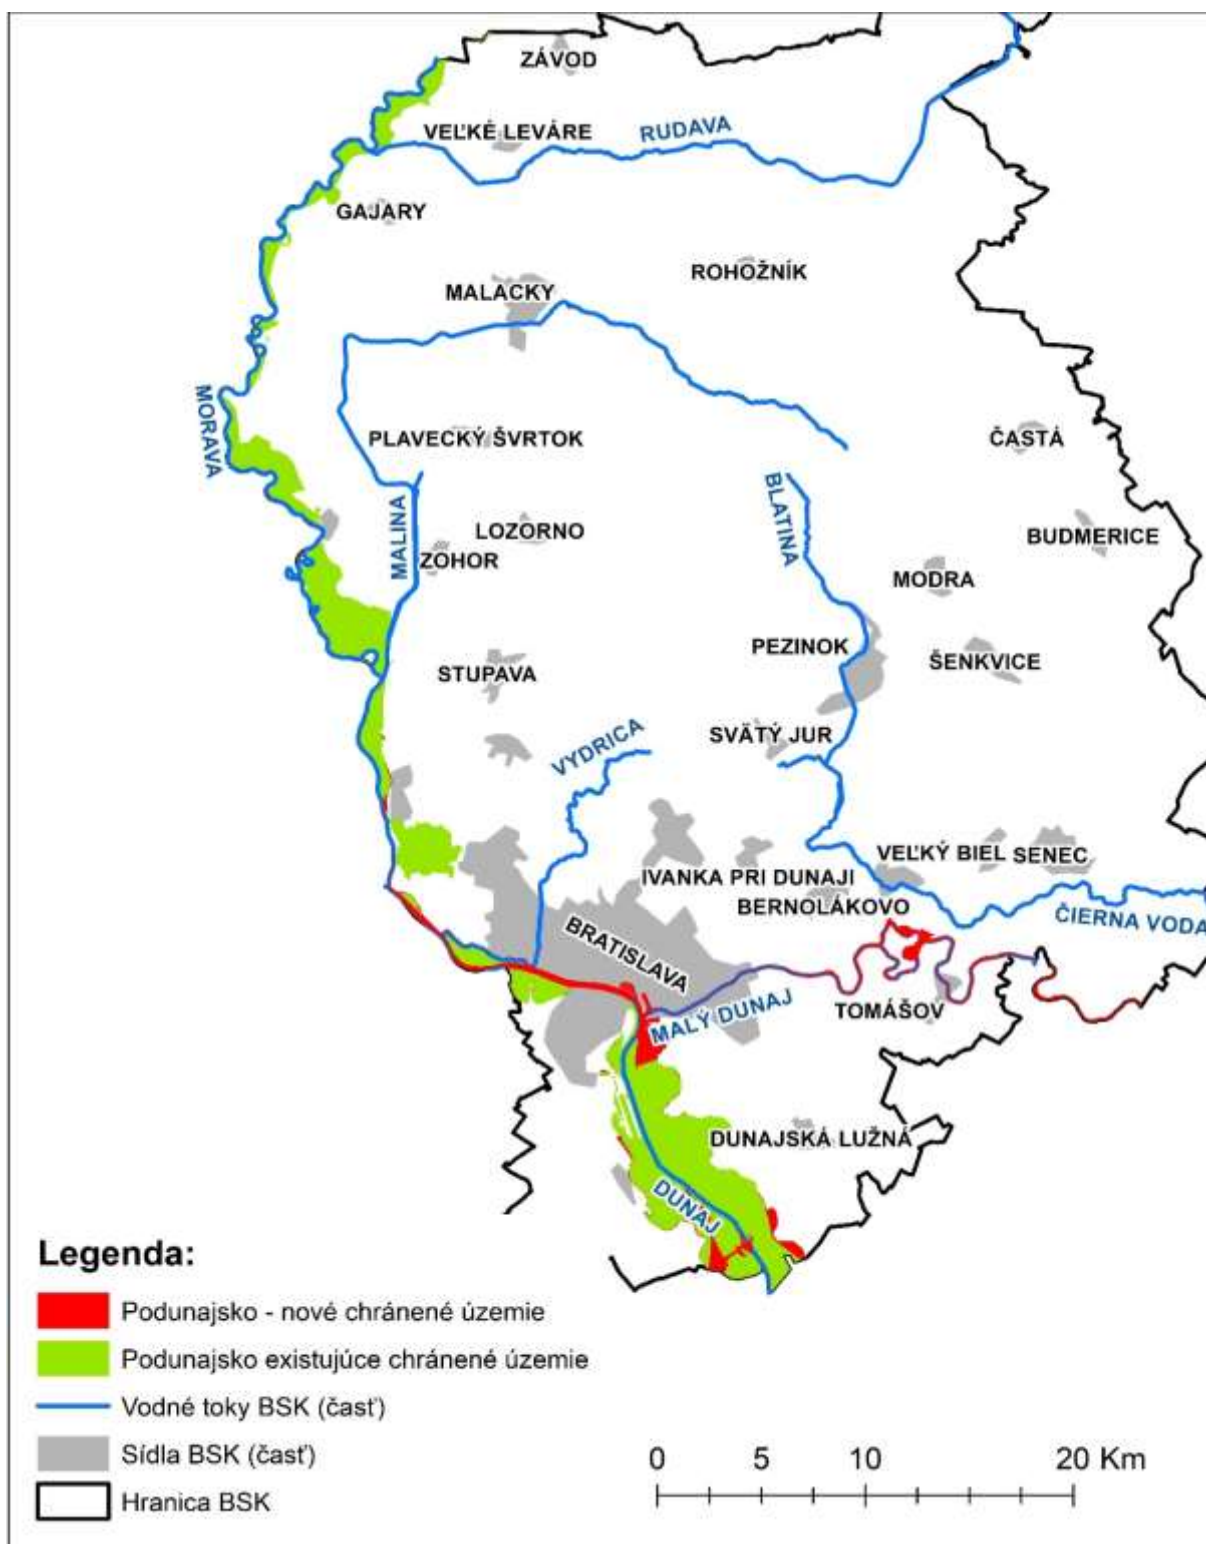 ZÁVOD
VEĽKÉ LEVÁRE
RUDAVA
GAJARY
ROHOŽNÍK
MALACKY
MORAVA
PLAVECKÝ ŠVRTOK
ČASTÁ
MALINA
BLATINA
LOZORNO
BUDMERICE
ZOHOR
MODRA
PEZINOK
ŠENKVICE
STUPAVA
SVÄTÝ JUR
VYDRICA
VEĽKÝ BIEL
SENEC
IVANKA PRI DUNAJI
BERNOLÁKOVO
ČIERNA VODA
BRATISLAVA
MALÝ DUNAJ
TOMÁŠOV
DUNAJSKÁ LUŽNÁ
DUNAJ
Legenda:
Podunajsko - nové chránené územie
Podunajsko existujúce chránené územie
Vodné toky BSK (časť)
Sídla BSK (časť)
Hranica BSK
0 5 10 20 Km